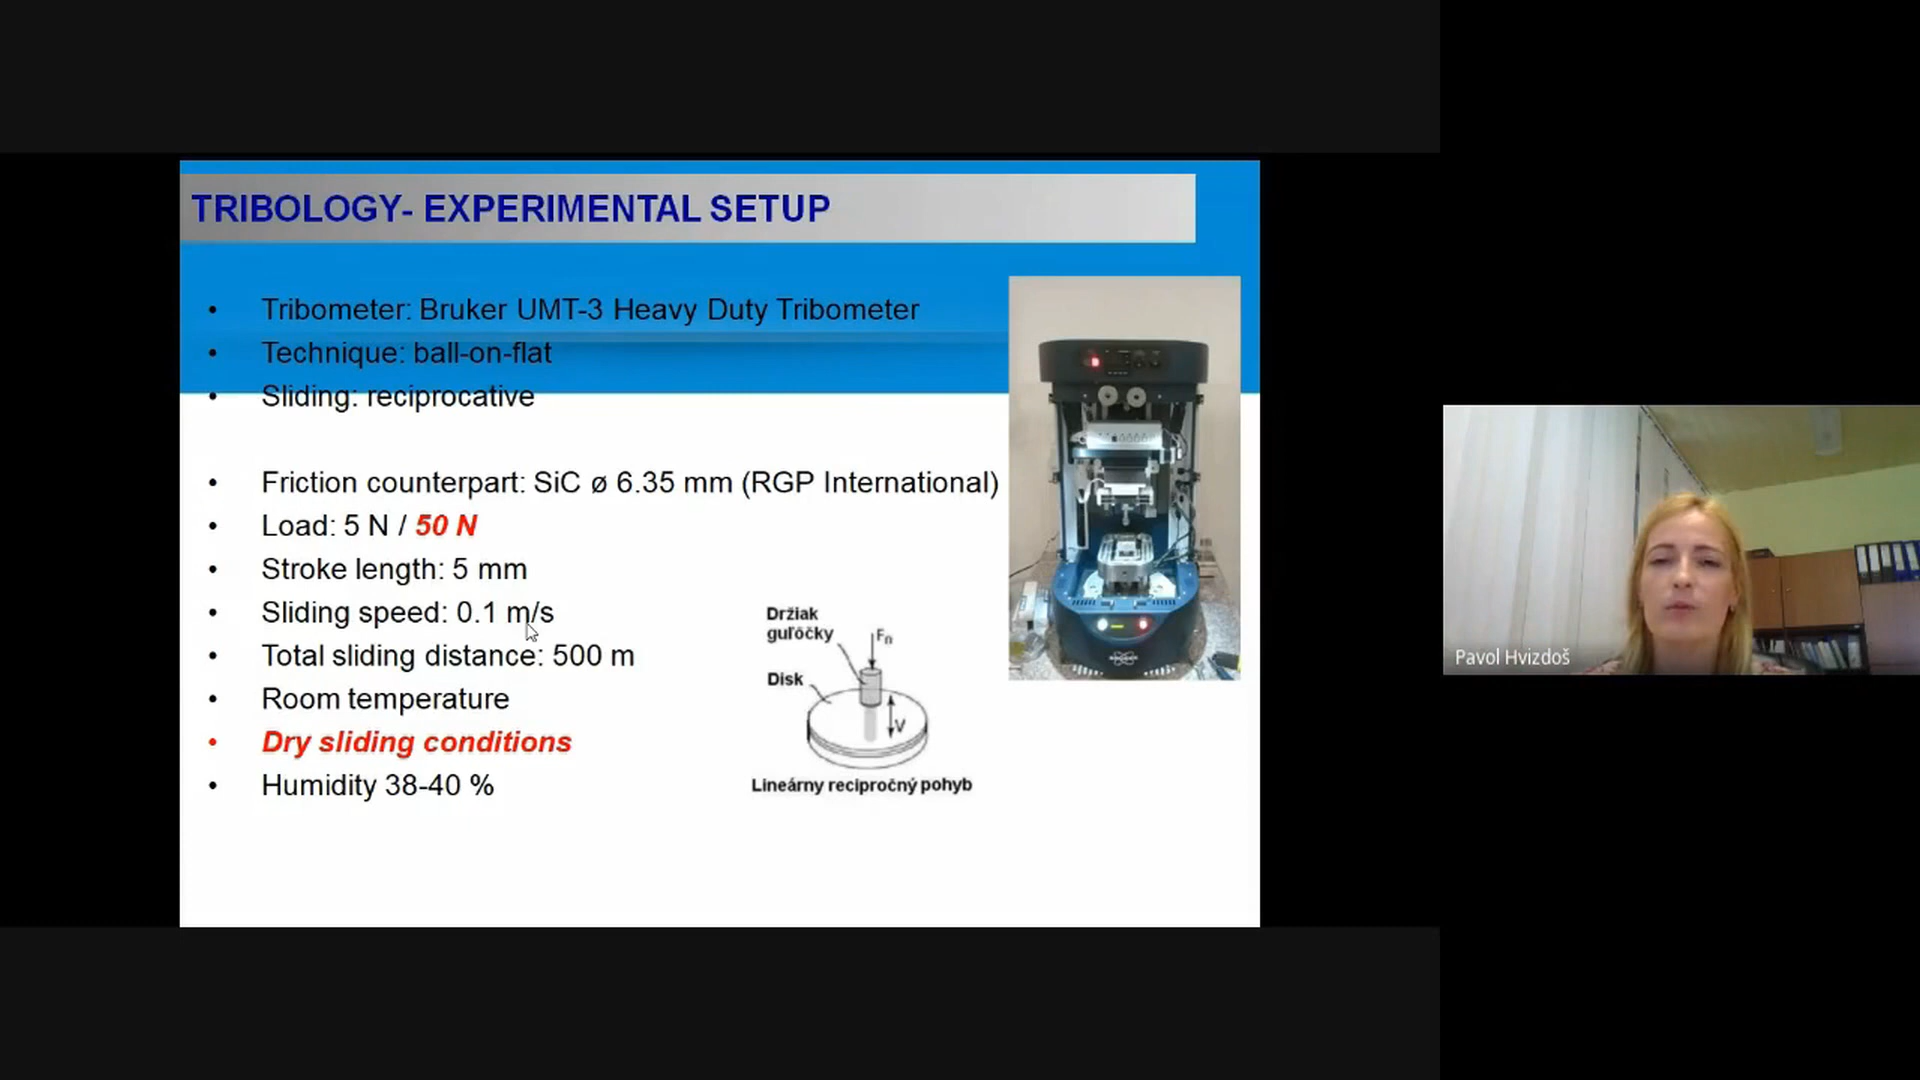 TRIBOLOGY- EXPERIMENTAL SETUP
• Tribometer: Bruker UMT-3 Heavy Duty Tribometer
• Technique: ball-on-flat
• Sliding: reciprocative
• Friction counterpart: SiC ø 6.35 mm (RGP International)
• Load: 5 N / 50 N
• Stroke length: 5 mm
• Sliding speed: 0.1 m/s
• Total sliding distance: 500 m
• Room temperature
• Dry sliding conditions
• Humidity 38-40 %
Držiak
guľôčky
Fn
Disk
V
Lineárny recipročný pohyb
Pavol Hvizdoš